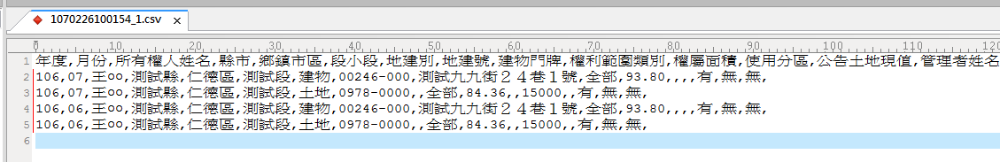 1070226100154_1.csv
0 10 20 30 40 50 60 70 80 90 100 110 120
1 年度,月份,所有權人姓名,縣市,鄉鎮市區,段小段,地建別,地建號,建物門牌,權利範圍類別,權屬面積,使用分區,公告土地現值,管理者姓名
2 106,07,王oo,測試縣,仁德區,測試段,建物,00246-000,測試九九街２４巷１號,全部,93.80,,,,有,無,無,
3 106,07,王oo,測試縣,仁德區,測試段,土地,0978-0000,,全部,84.36,,15000,,有,無,無,
4 106,06,王oo,測試縣,仁德區,測試段,建物,00246-000,測試九九街２４巷１號,全部,93.80,,,,有,無,無,
5 106,06,王oo,測試縣,仁德區,測試段,土地,0978-0000,,全部,84.36,,15000,,有,無,無,
6